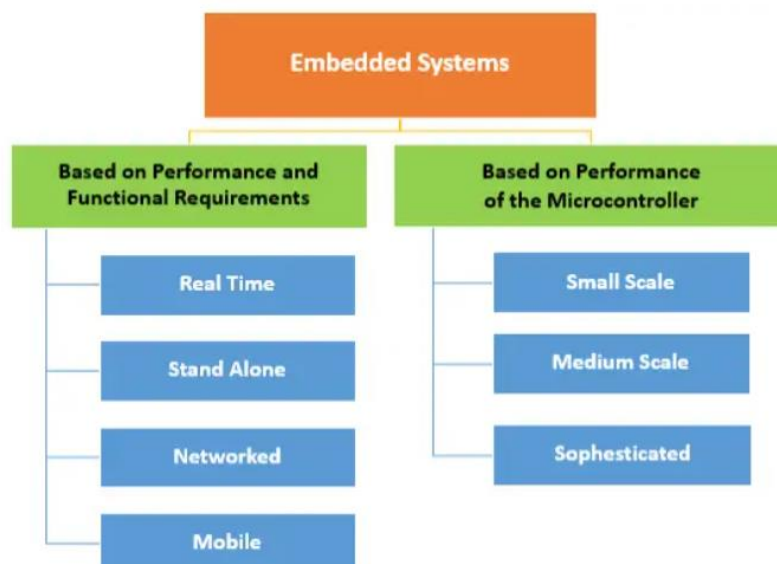 Embedded Systems
Based on Performance and
Functional Requirements
Real Time
Stand Alone
Networked
Mobile
Based on Performance
of the Microcontroller
Small Scale
Medium Scale
Sophesticated